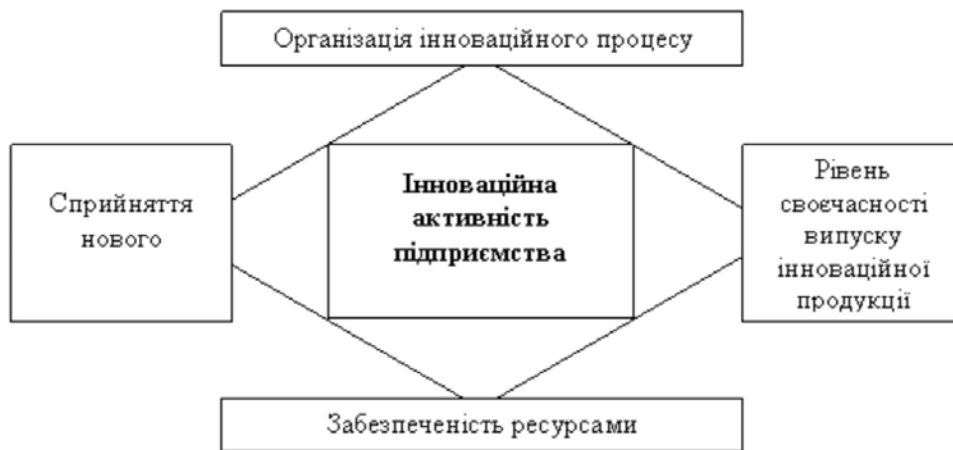 Організація інноваційного процесу
Сприйняття
нового
Інноваційна
активність
підприємства
Рівень
своєчасності
випуску
інноваційної
продукції
Забезпеченість ресурсами